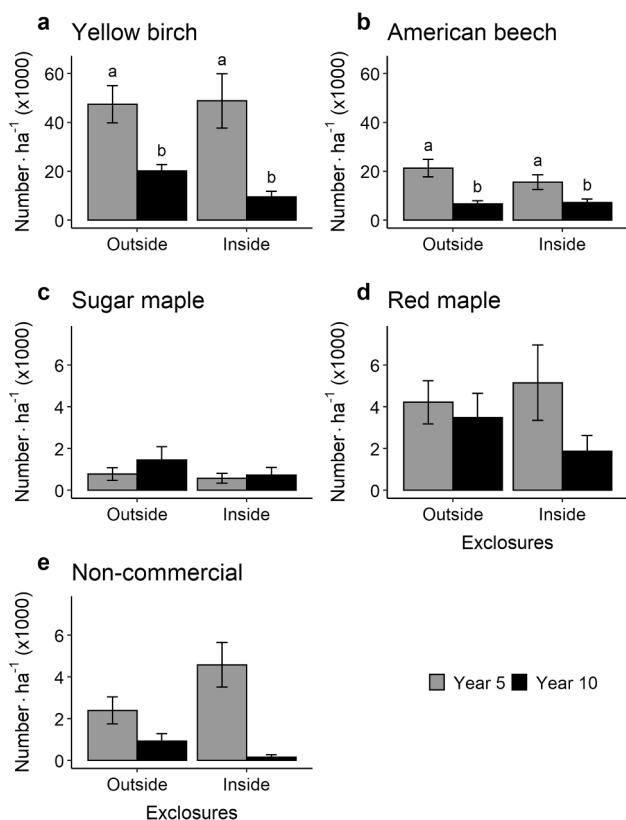 a Yellow birch
Number · ha⁻¹ (x1000)
60
40
20
0
a
b
a
b
Outside Inside
b American beech
Number · ha⁻¹ (x1000)
60
40
20
0
a
b
a
b
Outside Inside
c Sugar maple
Number · ha⁻¹ (x1000)
6
4
2
0
Outside Inside
d Red maple
Number · ha⁻¹ (x1000)
6
4
2
0
Outside Inside
Exclosures
e Non-commercial
Number · ha⁻¹ (x1000)
6
4
2
0
Outside Inside
Exclosures
Year 5 Year 10